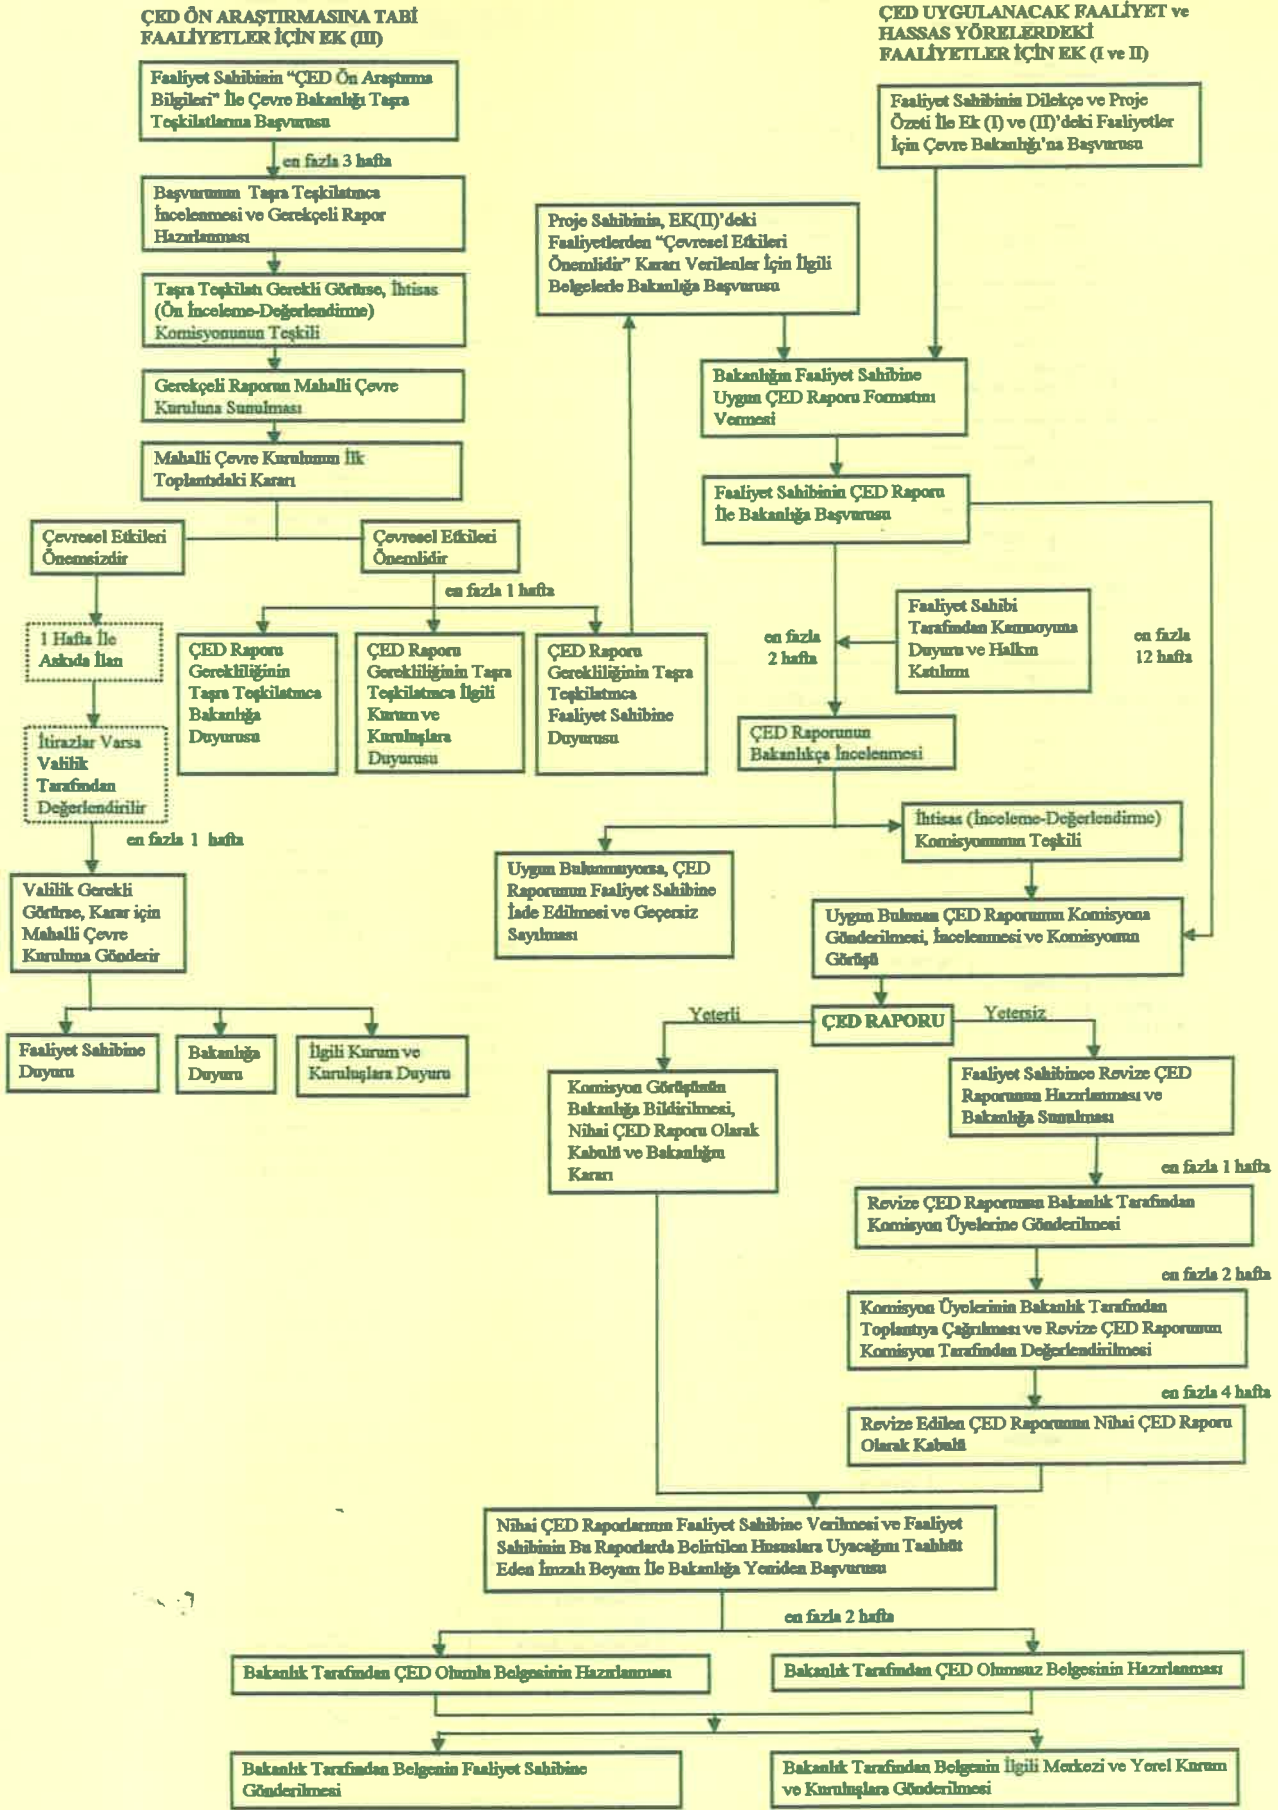 ÇED ÖN ARAŞTIRMASINA TABİ
FAALİYETLER İÇİN EK (III)
Faaliyet Sahibinin “ÇED Ön Araştırma
Bilgileri” İle Çevre Bakanlığı Taşra
Teşkilatlarına Başvurusu
en fazla 3 hafta
Başvurunun Taşra Teşkilatınca
İncelenmesi ve Gerekçeli Rapor
Hazırlanması
Taşra Teşkilatı Gerekli Görürse, İhtisas
(Ön İnceleme-Değerlendirme)
Komisyonunun Teşkili
Gerekçeli Raporun Mahalli Çevre
Kuruluna Sunulması
Mahalli Çevre Kurulunun İlk
Toplantıdaki Kararı
Çevresel Etkileri
Önemsizdir
Çevresel Etkileri
Önemlidir
en fazla 1 hafta
1 Hafta İle
Askıda İlan
İtirazlar Varsa
Valilik
Tarafından
Değerlendirilir
en fazla 1 hafta
Valilik Gerekli
Görürse, Karar için
Mahalli Çevre
Kuruluna Gönderir
Faaliyet Sahibine
Duyuru
Bakanlığa
Duyuru
İlgili Kurum ve
Kuruluşlara Duyuru
ÇED Raporu
Gerekliliğinin
Taşra Teşkilatınca
Bakanlığa
Duyurusu
ÇED Raporu
Gerekliliğinin Taşra
Teşkilatınca İlgili
Kurum ve
Kuruluşlara
Duyurusu
ÇED Raporu
Gerekliliğinin Taşra
Teşkilatınca
Faaliyet Sahibine
Duyurusu
ÇED UYGULANACAK FAALİYET ve
HASSAS YÖRELERDEKİ
FAALİYETLER İÇİN EK (I ve II)
Faaliyet Sahibinin Dilekçe ve Proje
Özeti İle Ek (I) ve (II)’deki Faaliyetler
İçin Çevre Bakanlığı’na Başvurusu
Proje Sahibinin, EK(II)’deki
Faaliyetlerden “Çevresel Etkileri
Önemlidir” Kararı Verilenler İçin İlgili
Belgelerle Bakanlığa Başvurusu
Bakanlığın Faaliyet Sahibine
Uygun ÇED Raporu Formatını
Vermesi
Faaliyet Sahibinin ÇED Raporu
İle Bakanlığa Başvurusu
en fazla
2 hafta
Faaliyet Sahibi
Tarafından Kamuoyuna
Duyuru ve Halkın
Katılımı
en fazla
12 hafta
ÇED Raporunun
Bakanlıkça İncelenmesi
İhtisas (İnceleme-Değerlendirme)
Komisyonunun Teşkili
Uygun Bulunmuyorsa, ÇED
Raporunun Faaliyet Sahibine
İade Edilmesi ve Geçersiz
Sayılması
Uygun Bulunan ÇED Raporunun Komisyona
Gönderilmesi, İncelenmesi ve Komisyonun
Görüşü
Yeterli
ÇED RAPORU
Yetersiz
Komisyon Görüşünün
Bakanlığa Bildirilmesi,
Nihai ÇED Raporu Olarak
Kabulü ve Bakanlığın
Kararı
Faaliyet Sahibince Revize ÇED
Raporunun Hazırlanması ve
Bakanlığa Sunulması
en fazla 1 hafta
Revize ÇED Raporunun Bakanlık Tarafından
Komisyon Üyelerine Gönderilmesi
en fazla 2 hafta
Komisyon Üyelerinin Bakanlık Tarafından
Toplantıya Çağrılması ve Revize ÇED Raporunun
Komisyon Tarafından Değerlendirilmesi
en fazla 4 hafta
Revize Edilen ÇED Raporunun Nihai ÇED Raporu
Olarak Kabulü
Nihai ÇED Raporlarının Faaliyet Sahibine Verilmesi ve Faaliyet
Sahibinin Bu Raporlarda Belirtilen Hususlara Uyacağını Taahhüt
Eden İmzalı Beyanı İle Bakanlığa Yeniden Başvurusu
en fazla 2 hafta
Bakanlık Tarafından ÇED Olumlu Belgesinin Hazırlanması
Bakanlık Tarafından ÇED Olumsuz Belgesinin Hazırlanması
Bakanlık Tarafından Belgenin Faaliyet Sahibine
Gönderilmesi
Bakanlık Tarafından Belgenin İlgili Merkezi ve Yerel Kurum
ve Kuruluşlara Gönderilmesi